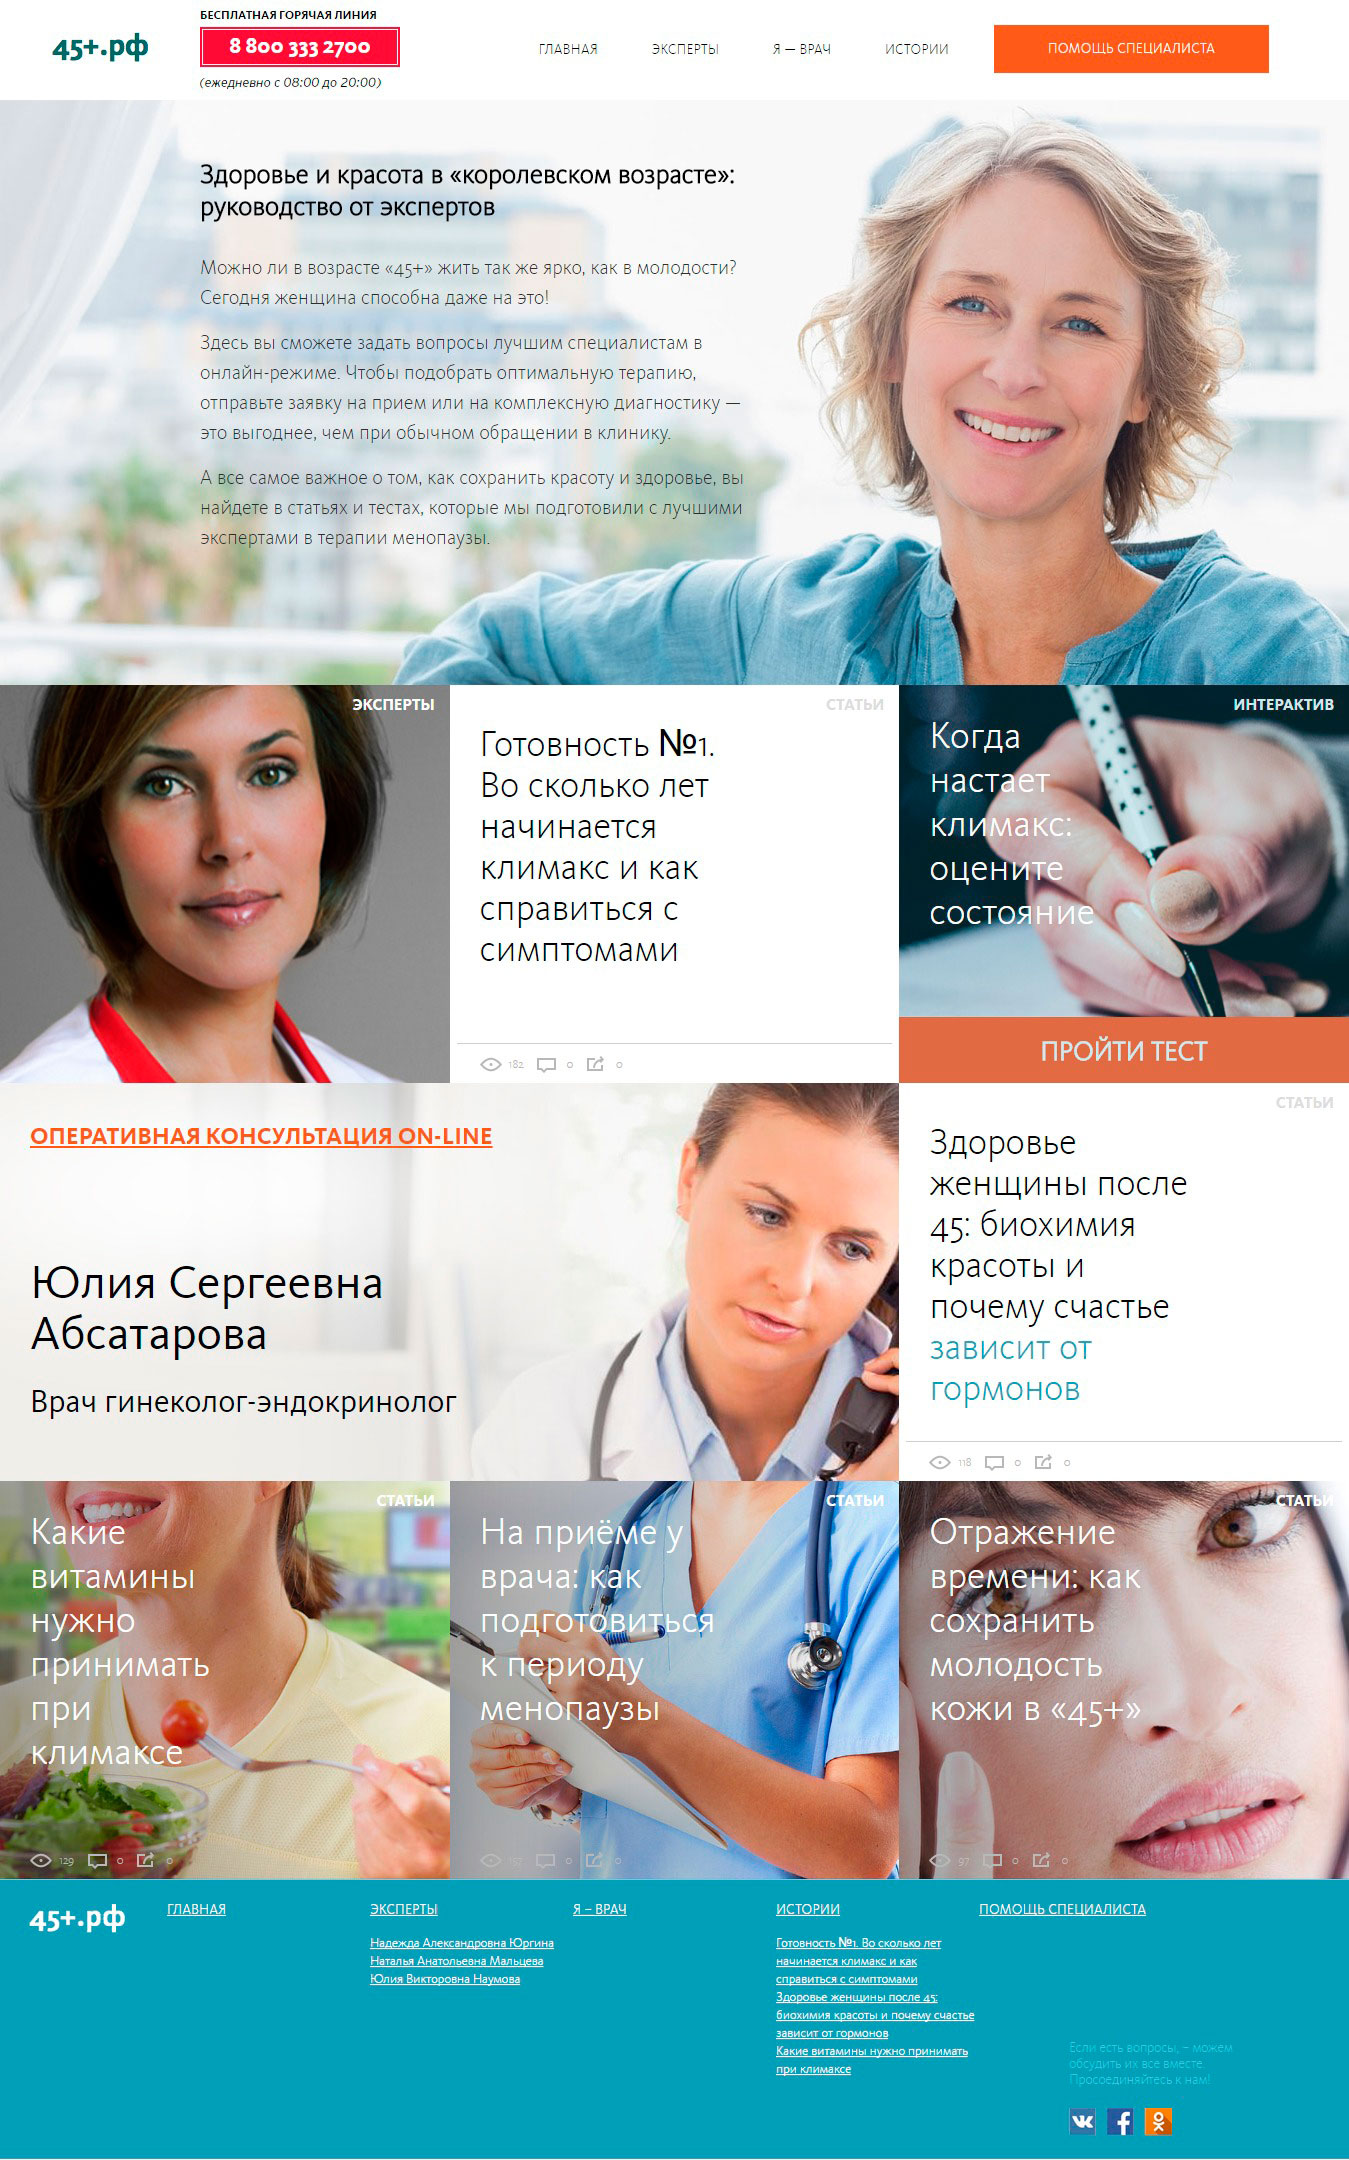 45+.рф
БЕСПЛАТНАЯ ГОРЯЧАЯ ЛИНИЯ
8 800 333 2700
(ежедневно с 08:00 до 20:00)
ГЛАВНАЯ
ЭКСПЕРТЫ
Я — ВРАЧ
ИСТОРИИ
ПОМОЩЬ СПЕЦИАЛИСТА
Здоровье и красота в «королевском возрасте»:
руководство от экспертов
Можно ли в возрасте «45+» жить так же ярко, как в молодости?
Сегодня женщина способна даже на это!
Здесь вы сможете задать вопросы лучшим специалистам в
онлайн-режиме. Чтобы подобрать оптимальную терапию,
отправьте заявку на прием или на комплексную диагностику —
это выгоднее, чем при обычном обращении в клинику.
А все самое важное о том, как сохранить красоту и здоровье, вы
найдете в статьях и тестах, которые мы подготовили с лучшими
экспертами в терапии менопаузы.
ЭКСПЕРТЫ
СТАТЬИ
Готовность №1.
Во сколько лет
начинается
климакс и как
справиться с
симптомами
182 0 0
ИНТЕРАКТИВ
Когда
настает
климакс:
оцените
состояние
ПРОЙТИ ТЕСТ
ОПЕРАТИВНАЯ КОНСУЛЬТАЦИЯ ON-LINE
Юлия Сергеевна
Абсатарова
Врач гинеколог-эндокринолог
СТАТЬИ
Здоровье
женщины после
45: биохимия
красоты и
почему счастье
зависит от
гормонов
118 0 0
СТАТЬИ
Какие
витамины
нужно
принимать
при
климаксе
129 0 0
СТАТЬИ
На приёме у
врача: как
подготовиться
к периоду
менопаузы
0 0
СТАТЬИ
Отражение
времени: как
сохранить
молодость
кожи в «45+»
97 0 0
45+.рф
ГЛАВНАЯ
ЭКСПЕРТЫ
Надежда Александровна Юргина
Наталья Анатольевна Мальцева
Юлия Викторовна Наумова
Я – ВРАЧ
ИСТОРИИ
Готовность №1. Во сколько лет
начинается климакс и как
справиться с симптомами
Здоровье женщины после 45:
биохимия красоты и почему счастье
зависит от гормонов
Какие витамины нужно принимать
при климаксе
ПОМОЩЬ СПЕЦИАЛИСТА
Если есть вопросы, – можем
обсудить их все вместе.
Просоединяйтесь к нам!